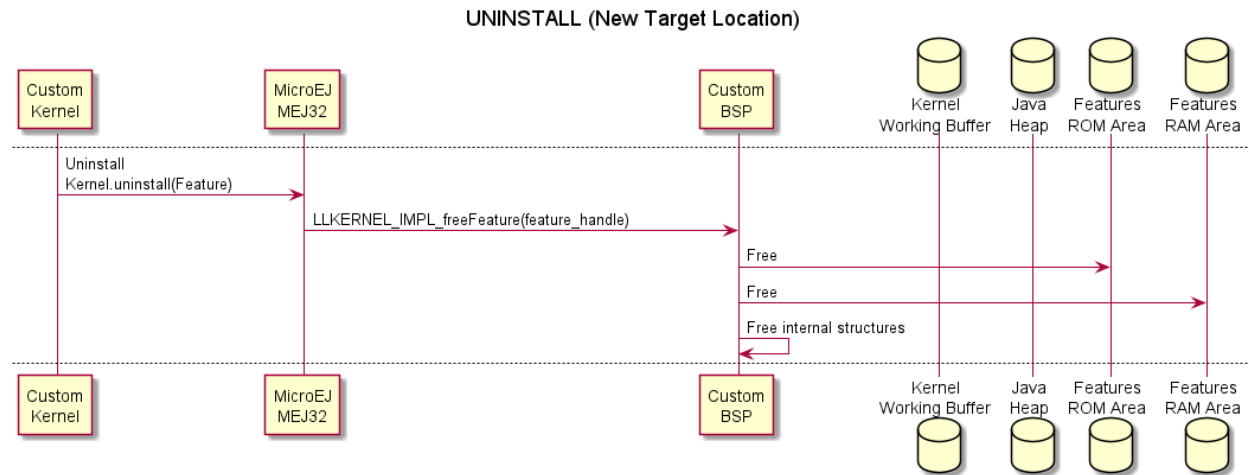 UNINSTALL (New Target Location)
Custom
Kernel
MicroEJ
MEJ32
Custom
BSP
Kernel
Working Buffer
Java
Heap
Features
ROM Area
Features
RAM Area
Uninstall
Kernel.uninstall(Feature)
LLKERNEL_IMPL_freeFeature(feature_handle)
Free
Free
Free internal structures
Custom
Kernel
MicroEJ
MEJ32
Custom
BSP
Kernel
Working Buffer
Java
Heap
Features
ROM Area
Features
RAM Area